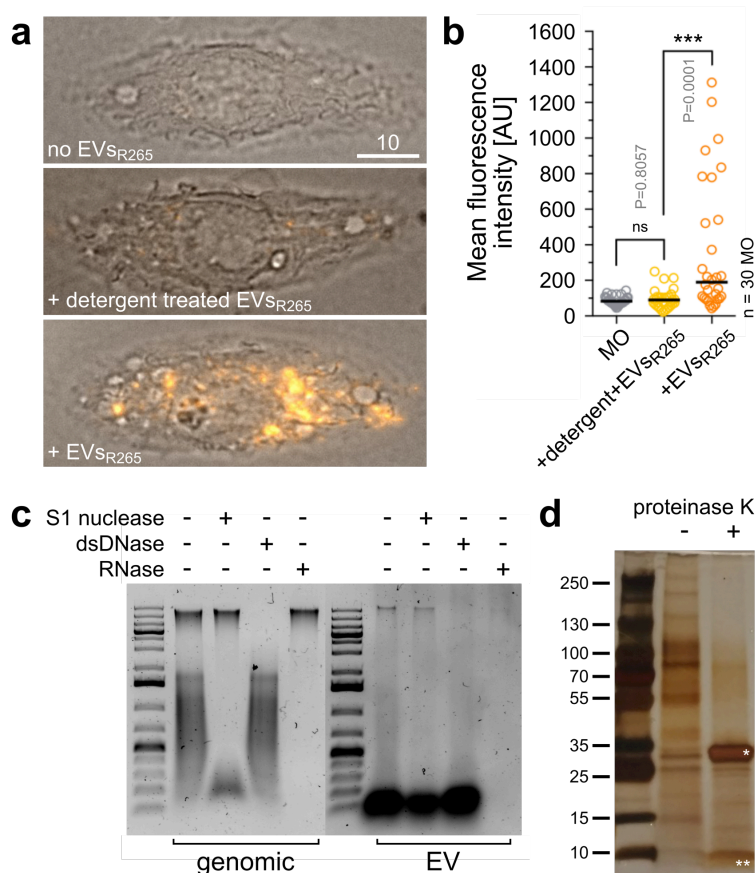 a
no EVsR265
10
+ detergent treated EVsR265
+ EVsR265
b
Mean fluorescence
intensity [AU]
1600
1400
1200
1000
800
600
400
200
0
***
P=0.0001
P=0.8057
ns
n = 30 MO
MO
+detergent+EVsR265
+EVsR265
c
S1 nuclease - + - - - + - -
dsDNase - - + - - - + -
RNase - - - + - - - +
genomic EV
d
proteinase K
- +
250
130
100
70
55
35
25
15
10
*
**